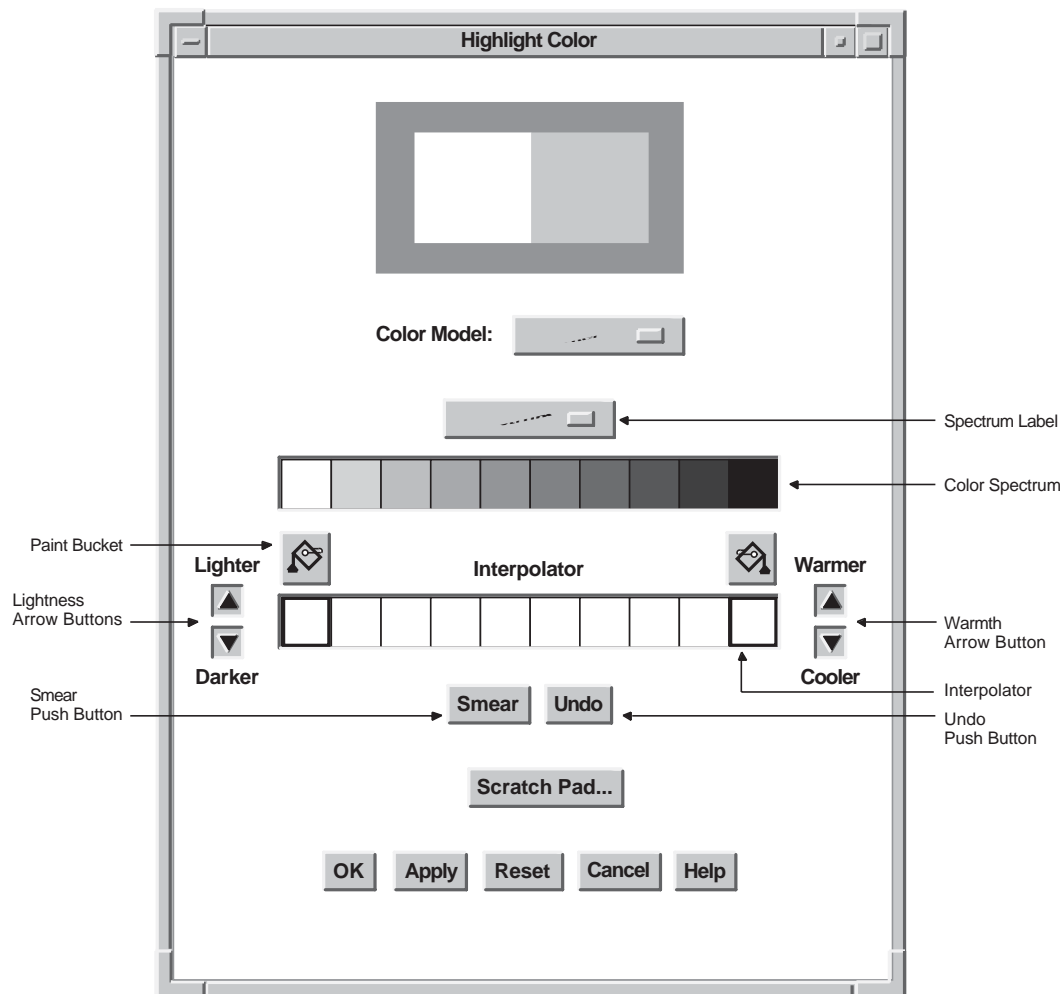 Highlight Color
Color Model:
Spectrum Label
Color Spectrum
Paint Bucket
Lighter
Interpolator
Warmer
Lightness
Arrow Buttons
Warmth
Arrow Button
Darker
Cooler
Smear
Push Button
Smear
Undo
Interpolator
Undo
Push Button
Scratch Pad...
OK
Apply
Reset
Cancel
Help